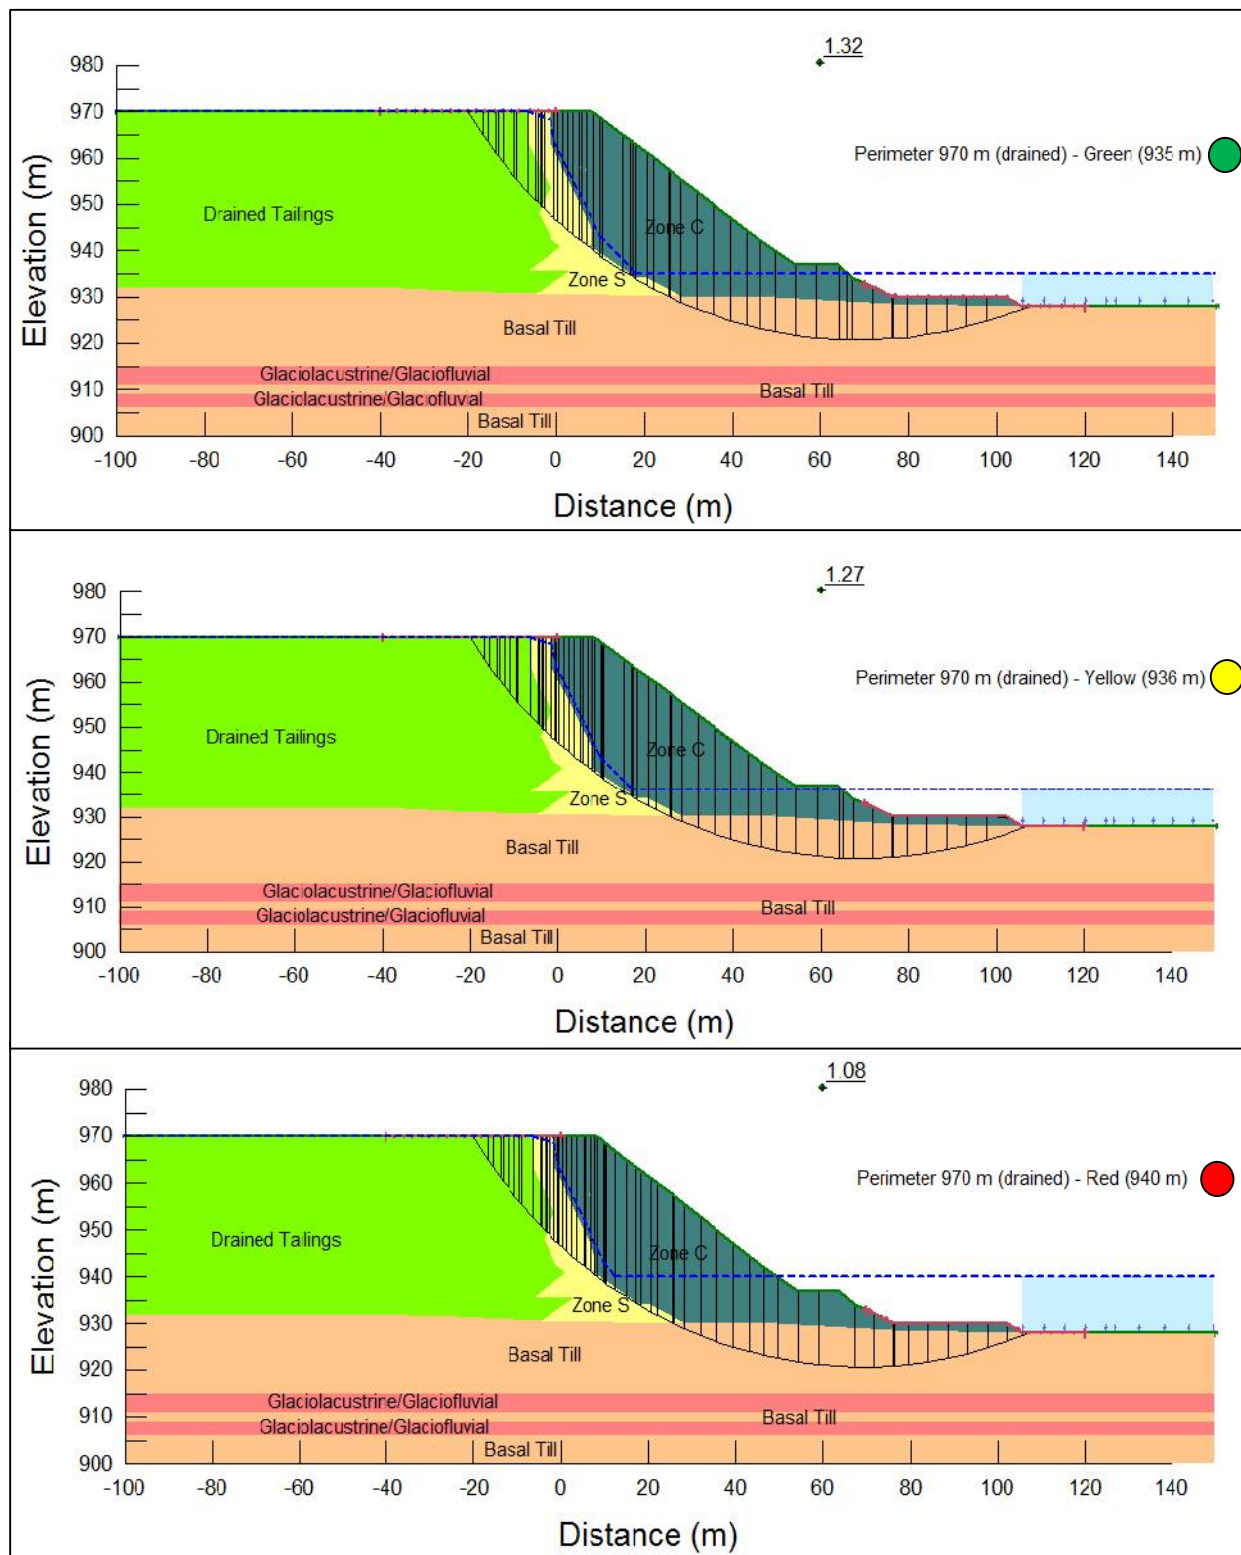 1.32
980
970
960
950
940
930
920
910
900
Elevation (m)
Perimeter 970 m (drained) - Green (935 m)
Drained Tailings
Zone C
Zone S
Basal Till
Glaciolacustrine/Glaciofluvial
Basal Till
Glaciolacustrine/Glaciofluvial
Basal Till
-100 -80 -60 -40 -20 0 20 40 60 80 100 120 140
Distance (m)
1.27
980
970
960
950
940
930
920
910
900
Elevation (m)
Perimeter 970 m (drained) - Yellow (936 m)
Drained Tailings
Zone C
Zone S
Basal Till
Glaciolacustrine/Glaciofluvial
Basal Till
Glaciolacustrine/Glaciofluvial
Basal Till
-100 -80 -60 -40 -20 0 20 40 60 80 100 120 140
Distance (m)
1.08
980
970
960
950
940
930
920
910
900
Elevation (m)
Perimeter 970 m (drained) - Red (940 m)
Drained Tailings
Zone C
Zone S
Basal Till
Glaciolacustrine/Glaciofluvial
Basal Till
Glaciolacustrine/Glaciofluvial
Basal Till
-100 -80 -60 -40 -20 0 20 40 60 80 100 120 140
Distance (m)